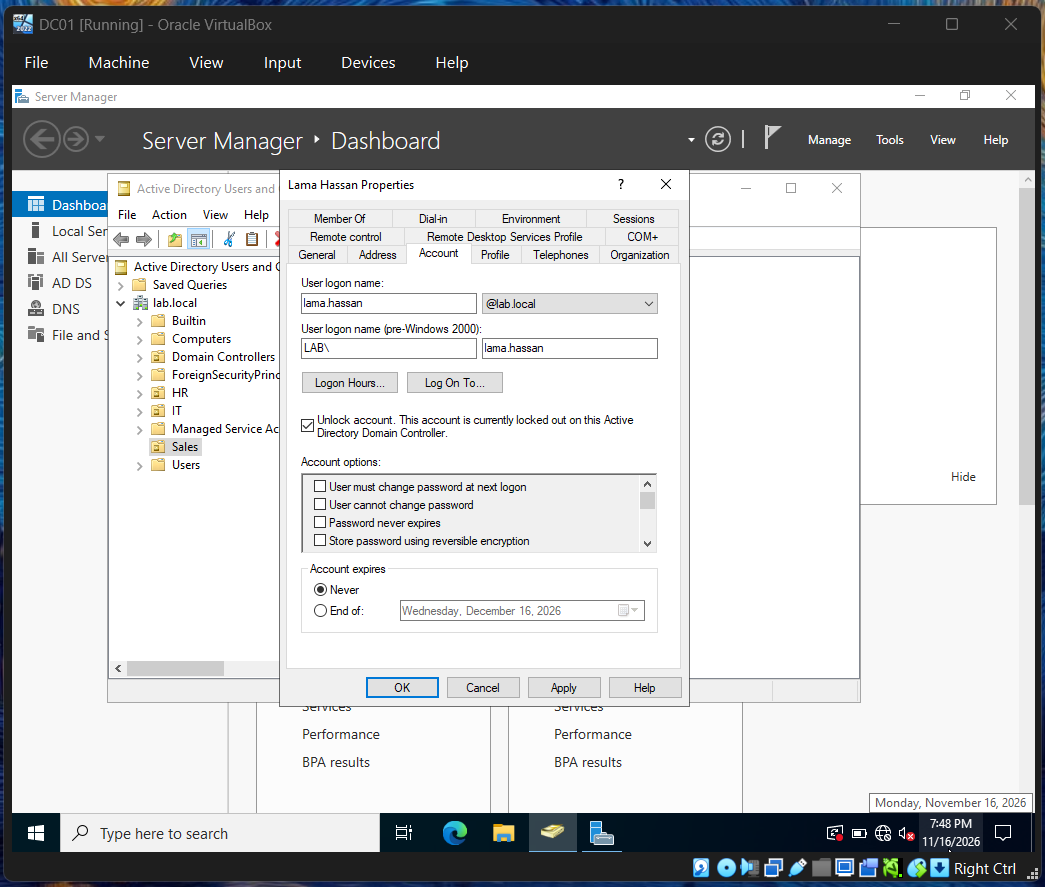 DC01 [Running] - Oracle VirtualBox
File Machine View Input Devices Help
Server Manager
Server Manager ‣ Dashboard
Manage Tools View Help
Dashboa
Local Ser
All Server
AD DS
DNS
File and S
Active Directory Users and
File Action View Help
Active Directory Users and C
Saved Queries
lab.local
Builtin
Computers
Domain Controllers
ForeignSecurityPrinc
HR
IT
Managed Service Ac
Sales
Users
Lama Hassan Properties
Member Of Dial-in Environment Sessions
Remote control Remote Desktop Services Profile COM+
General Address Account Profile Telephones Organization
User logon name:
lama.hassan @lab.local
User logon name (pre-Windows 2000):
LAB\ lama.hassan
Logon Hours... Log On To...
Unlock account. This account is currently locked out on this Active
Directory Domain Controller.
Account options:
User must change password at next logon
User cannot change password
Password never expires
Store password using reversible encryption
Account expires
Never
End of: Wednesday, December 16, 2026
OK Cancel Apply Help
Hide
Services
Performance
BPA results
Services
Performance
BPA results
Monday, November 16, 2026
Type here to search
7:48 PM
11/16/2026
Right Ctrl